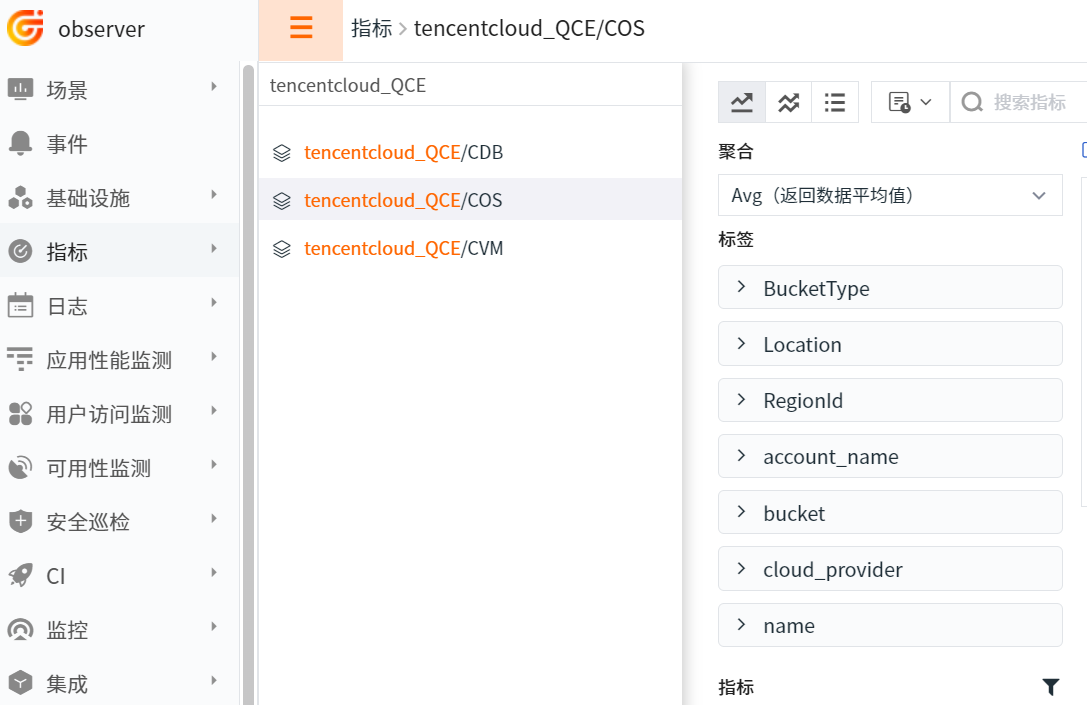 observer
场景
事件
基础设施
指标
日志
应用性能监测
用户访问监测
可用性监测
安全巡检
CI
监控
集成
指标 > tencentcloud_QCE/COS
tencentcloud_QCE
tencentcloud_QCE/CDB
tencentcloud_QCE/COS
tencentcloud_QCE/CVM
搜索指标
聚合
Avg（返回数据平均值）
标签
BucketType
Location
RegionId
account_name
bucket
cloud_provider
name
指标